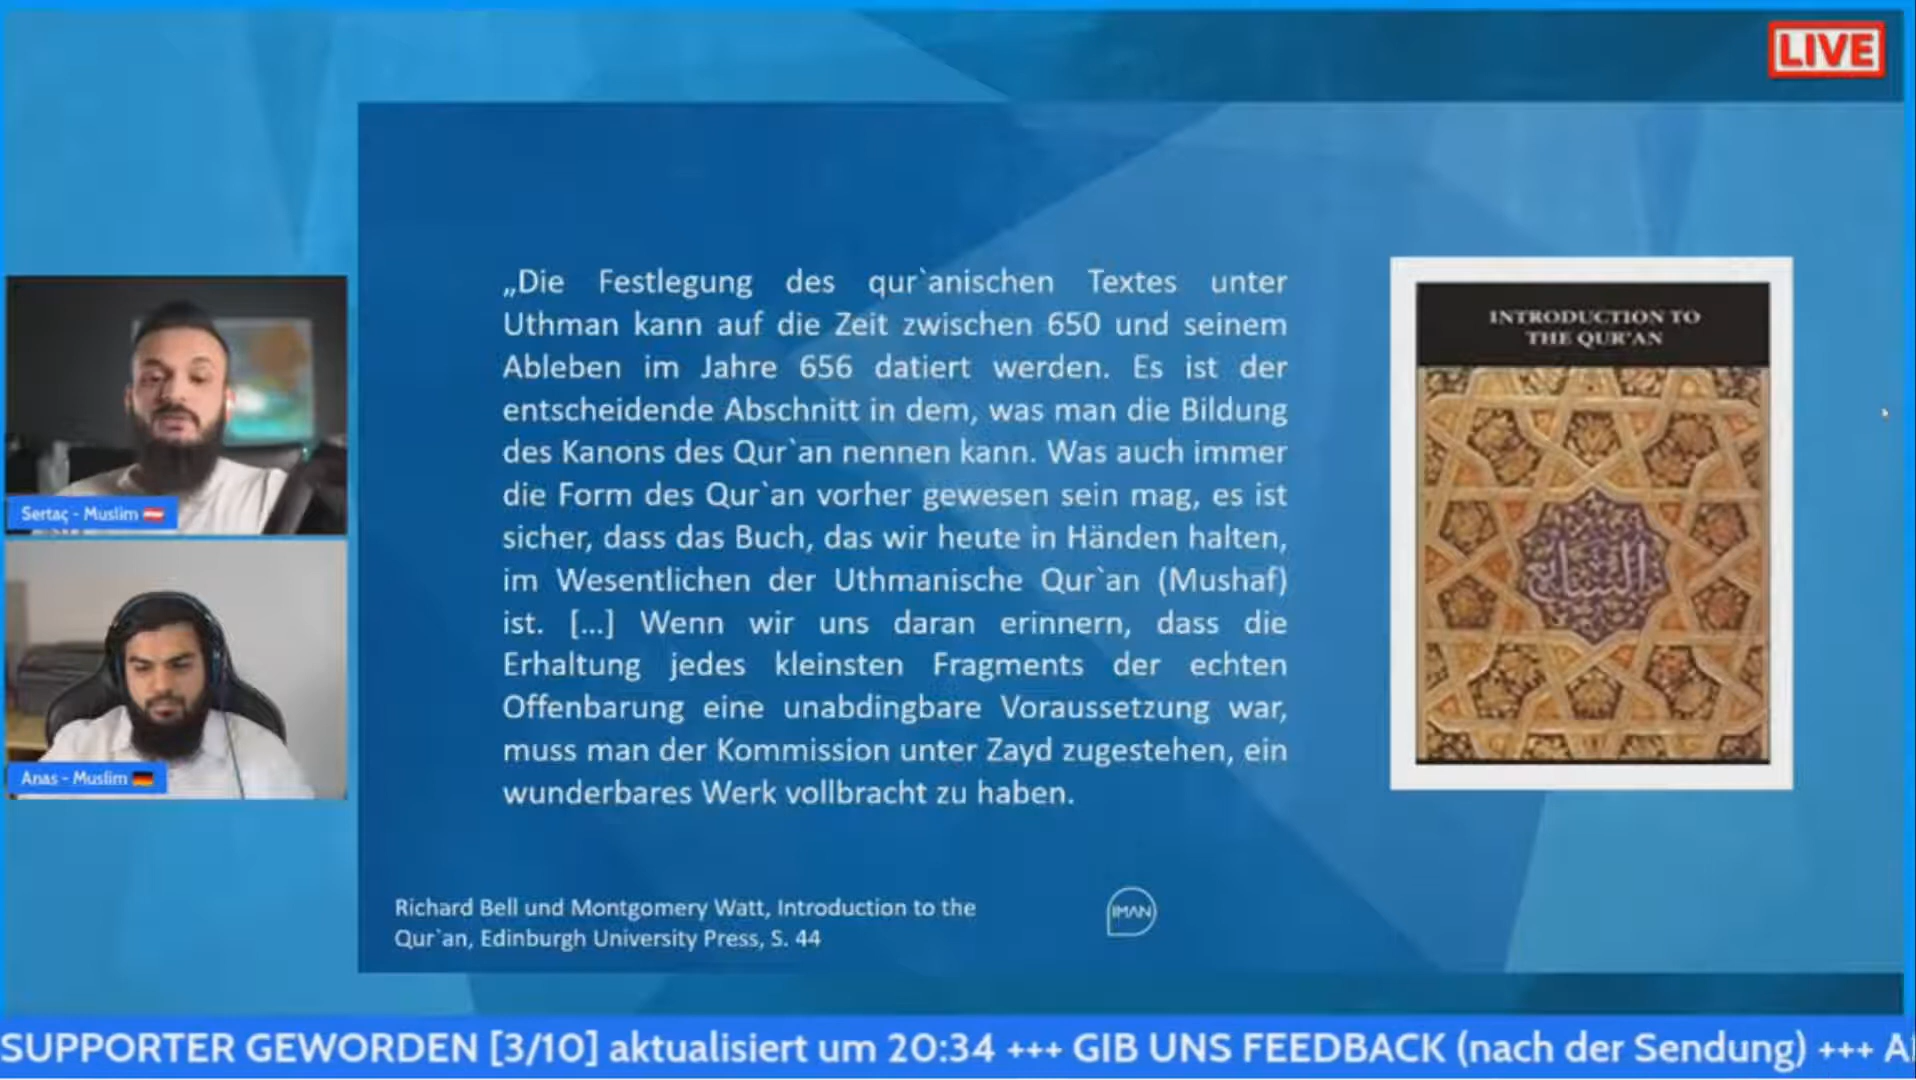 LIVE
„Die Festlegung des qur`anischen Textes unter
Uthman kann auf die Zeit zwischen 650 und seinem
Ableben im Jahre 656 datiert werden. Es ist der
entscheidende Abschnitt in dem, was man die Bildung
des Kanons des Qur`an nennen kann. Was auch immer
die Form des Qur`an vorher gewesen sein mag, es ist
sicher, dass das Buch, das wir heute in Händen halten,
im Wesentlichen der Uthmanische Qur`an (Mushaf)
ist. [...] Wenn wir uns daran erinnern, dass die
Erhaltung jedes kleinsten Fragments der echten
Offenbarung eine unabdingbare Voraussetzung war,
muss man der Kommission unter Zayd zugestehen, ein
wunderbares Werk vollbracht zu haben.
INTRODUCTION TO
THE QUR'AN
Sertaç - Muslim
Anas - Muslim
Richard Bell und Montgomery Watt, Introduction to the
Qur`an, Edinburgh University Press, S. 44
IMAN
SUPPORTER GEWORDEN [3/10] aktualisiert um 20:34 +++ GIB UNS FEEDBACK (nach der Sendung) +++